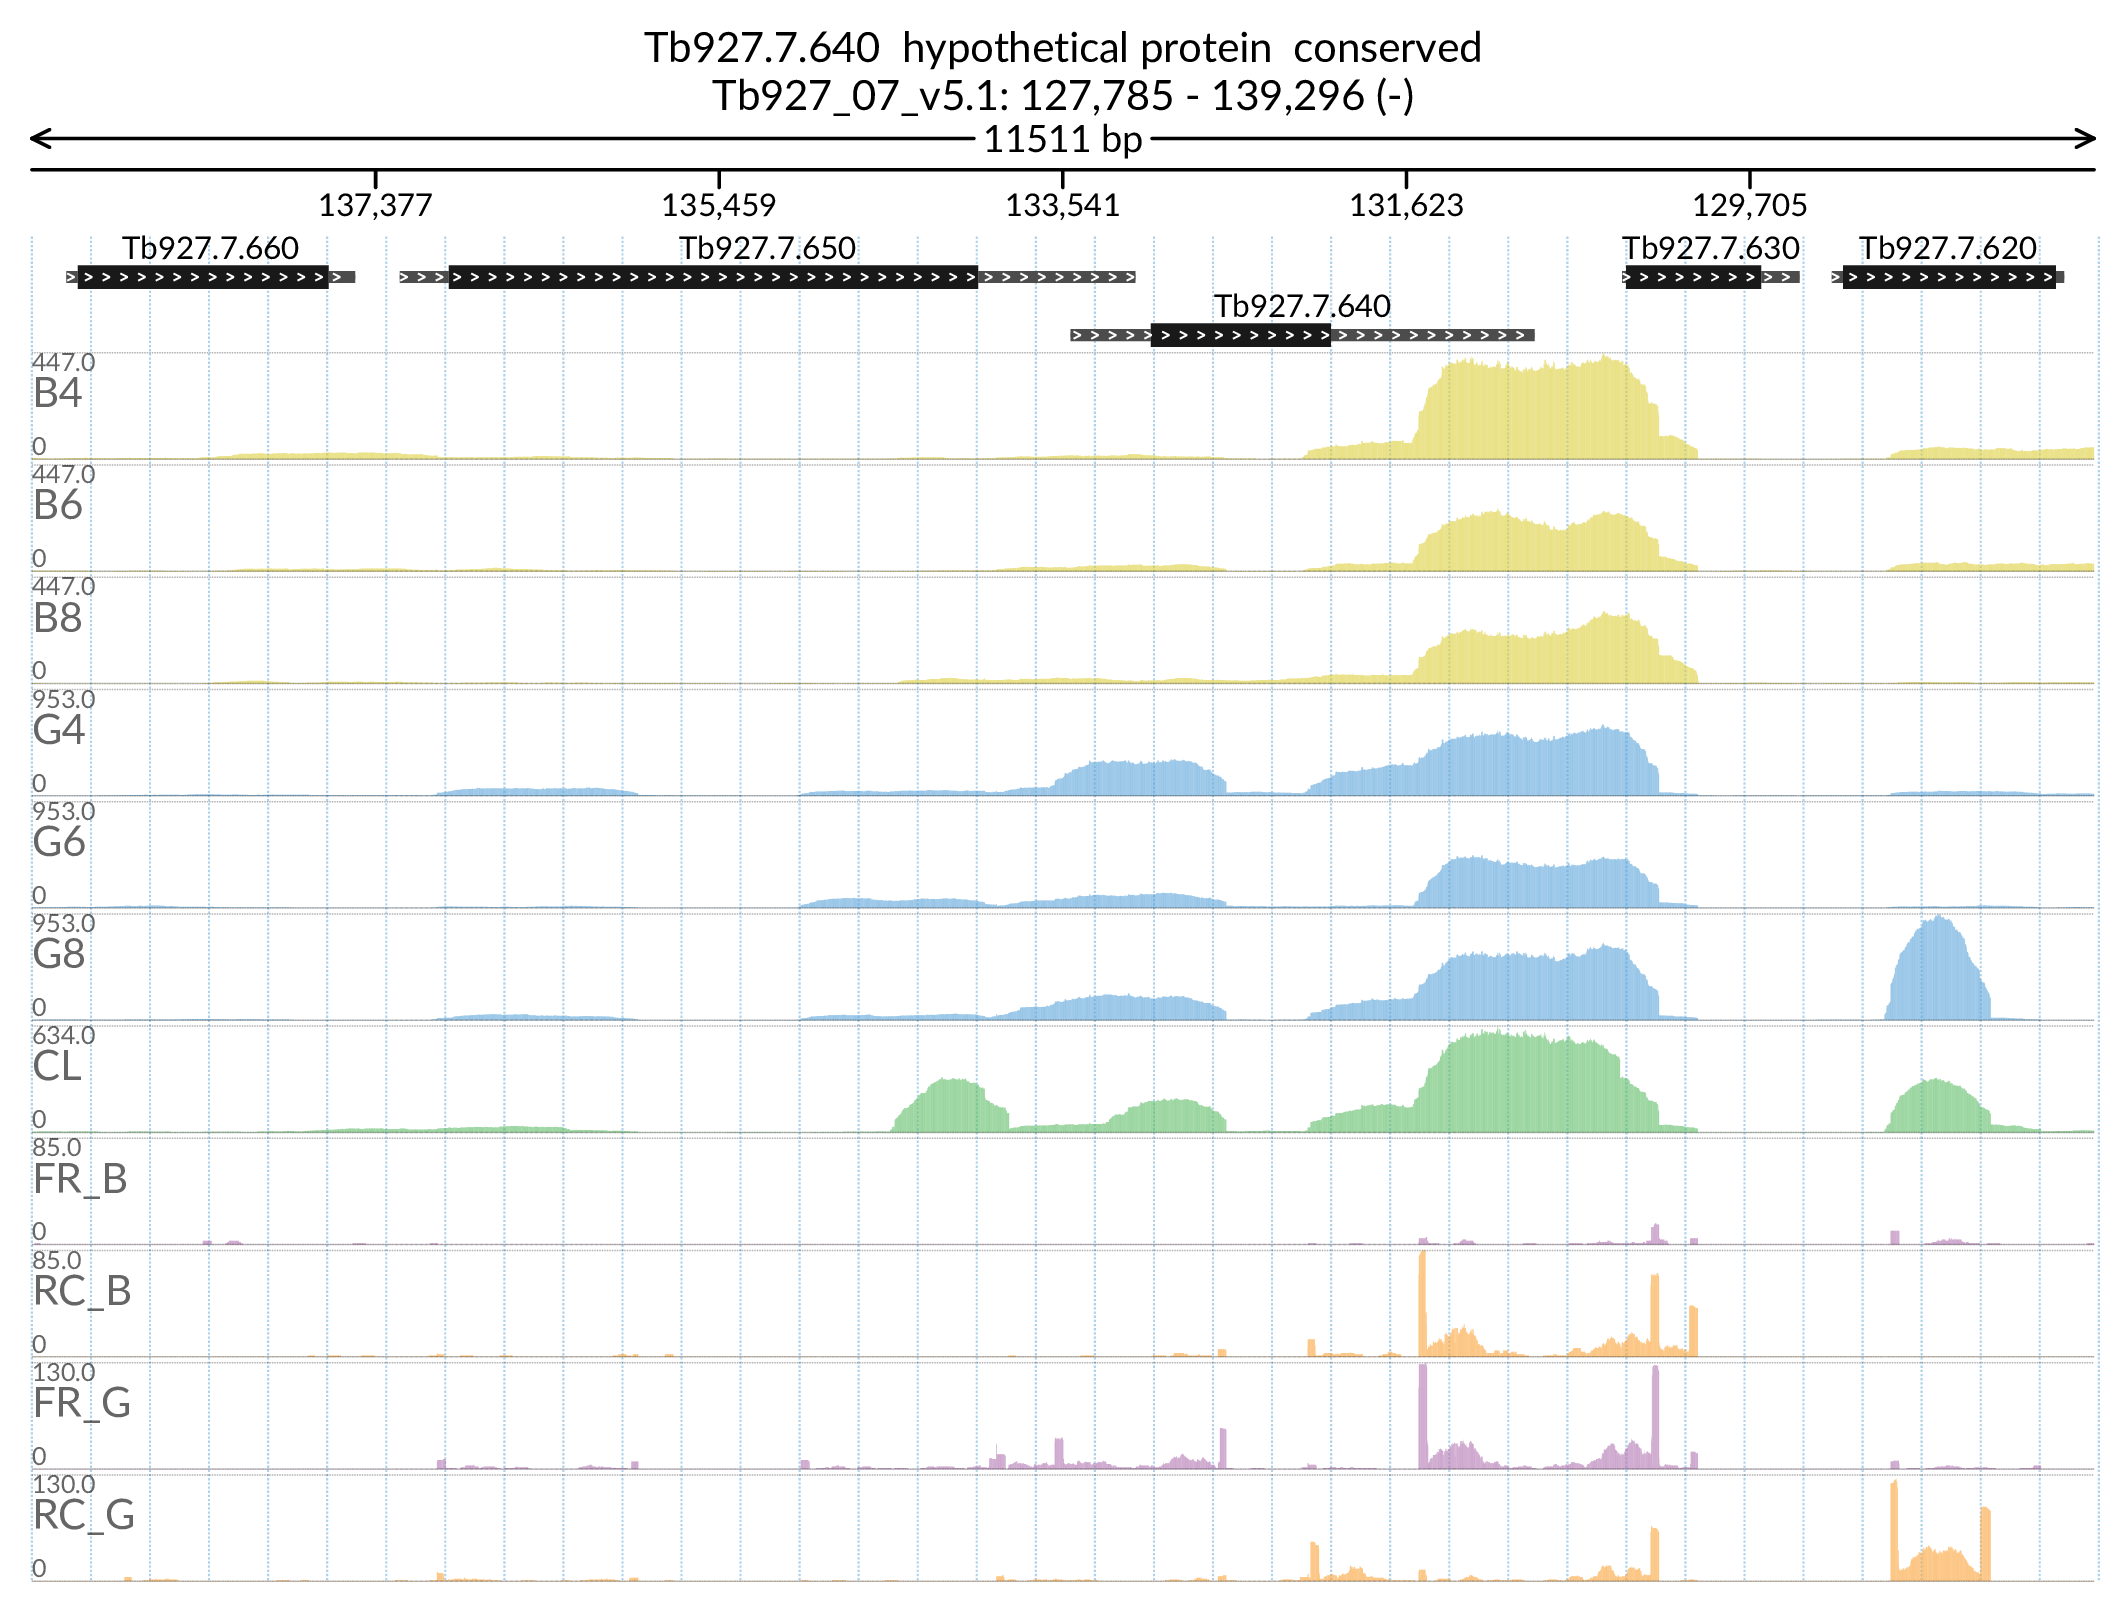 Tb927.7.640 hypothetical protein conserved
Tb927_07_v5.1: 127,785 - 139,296 (-)
11511 bp
137,377 135,459 133,541 131,623 129,705
Tb927.7.660 Tb927.7.650 Tb927.7.630 Tb927.7.620
Tb927.7.640
447.0
B4
0
447.0
B6
0
447.0
B8
0
953.0
G4
0
953.0
G6
0
953.0
G8
0
634.0
CL
0
85.0
FR_B
0
85.0
RC_B
0
130.0
FR_G
0
130.0
RC_G
0